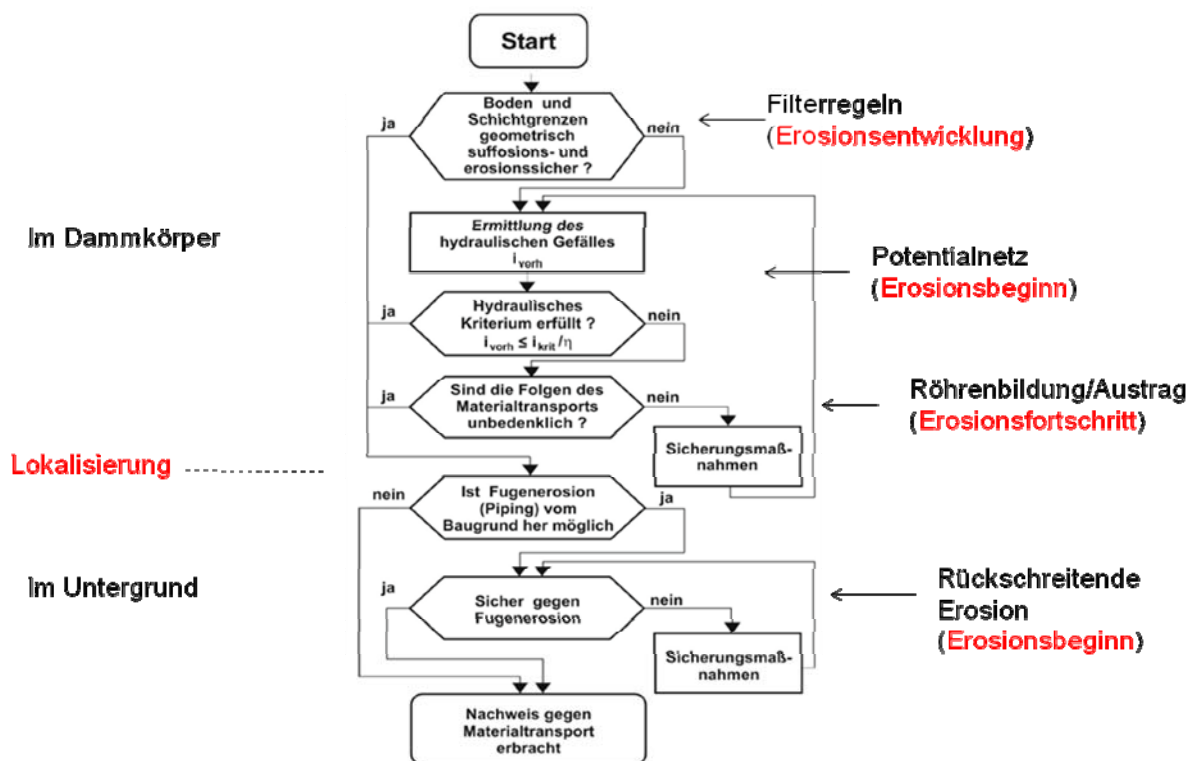 Start
Boden und
Schichtgrenzen
geometrisch
suffosions- und
erosionssicher ?
ja
nein
Filterregeln
(Erosionsentwicklung)
Im Dammkörper
Ermittlung des
hydraulischen Gefälles
i vorh
Potentialnetz
(Erosionsbeginn)
Hydraulisches
Kriterium erfüllt ?
i vorh ≤ i krit /η
ja
nein
Sind die Folgen des
Materialtransports
unbedenklich ?
ja
nein
Röhrenbildung/Austrag
(Erosionsfortschritt)
Sicherungsmaß-
nahmen
Lokalisierung
nein
Ist Fugenerosion
(Piping) vom
Baugrund her möglich
ja
Im Untergrund
ja
Sicher gegen
Fugenerosion
nein
Rückschreitende
Erosion
(Erosionsbeginn)
Sicherungsmaß-
nahmen
Nachweis gegen
Materialtransport
erbracht